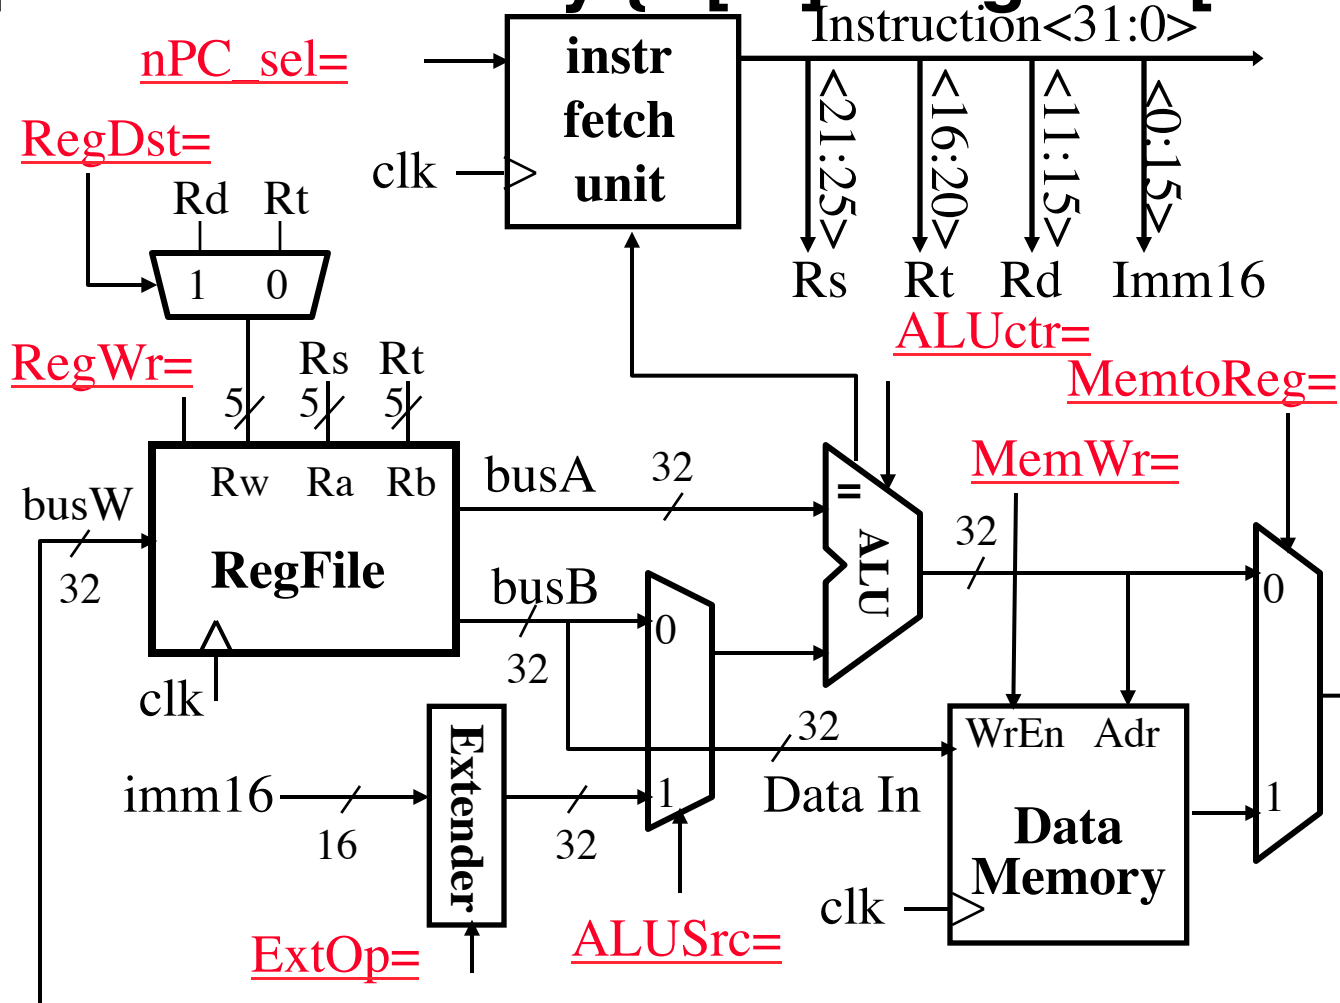 Instruction<31:0>
nPC_sel=
instr
fetch
unit
clk
<21:25>
<16:20>
<11:15>
<0:15>
RegDst=
Rd Rt
1 0
Rs Rt Rd Imm16
ALUctr=
RegWr=
Rs Rt
5 5 5
MemtoReg=
MemWr=
Rw Ra Rb
RegFile
clk
busW
32
busA
32
busB
32
=
ALU
32
0
1
0
1
imm16
16
Extender
32
ExtOp=
ALUSrc=
32
Data In
WrEn Adr
Data
Memory
clk